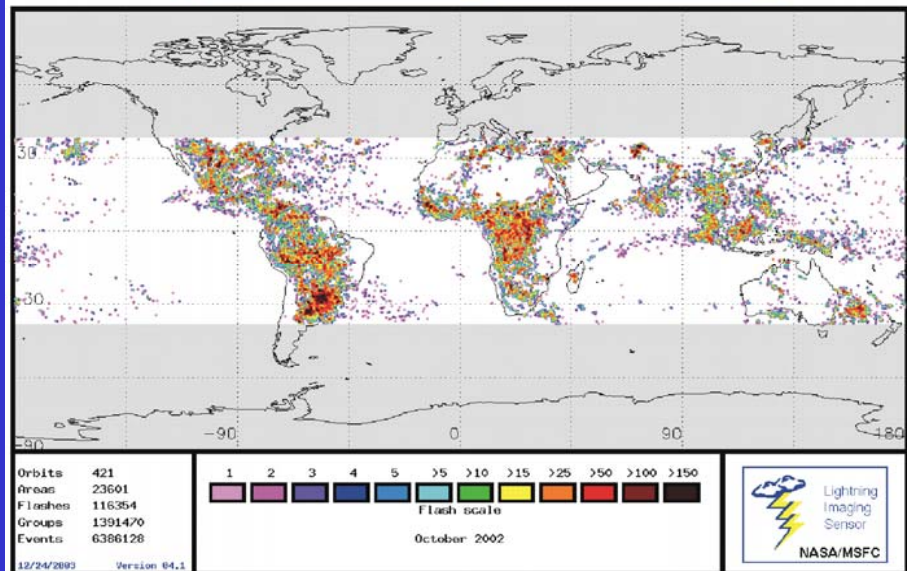 30
30
-90
-90
0
90
180
Orbits 421
Areas 23601
Flashes 116354
Groups 1391470
Events 6386128
12/24/2003 Version 04.1
1 2 3 4 5 >5 >10 >15 >25 >50 >100 >150
Flash scale
October 2002
Lightning
Imaging
Sensor
NASA/MSFC